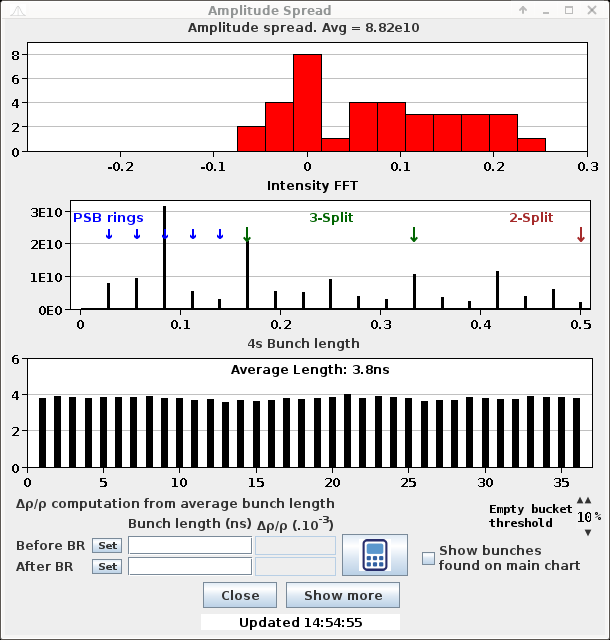 Amplitude Spread
Amplitude spread. Avg = 8.82e10
8
6
4
2
0
-0.2 -0.1 0 0.1 0.2 0.3
Intensity FFT
3E10
2E10
1E10
0E0
PSB rings 3-Split 2-Split
0 0.1 0.2 0.3 0.4 0.5
4s Bunch length
6
4
2
0
Average Length: 3.8ns
0 5 10 15 20 25 30 35
Δρ/ρ computation from average bunch length
Bunch length (ns) Δρ/ρ (.10-3)
Empty bucket threshold 10%
Before BR Set
After BR Set
Show bunches
found on main chart
Close Show more
Updated 14:54:55